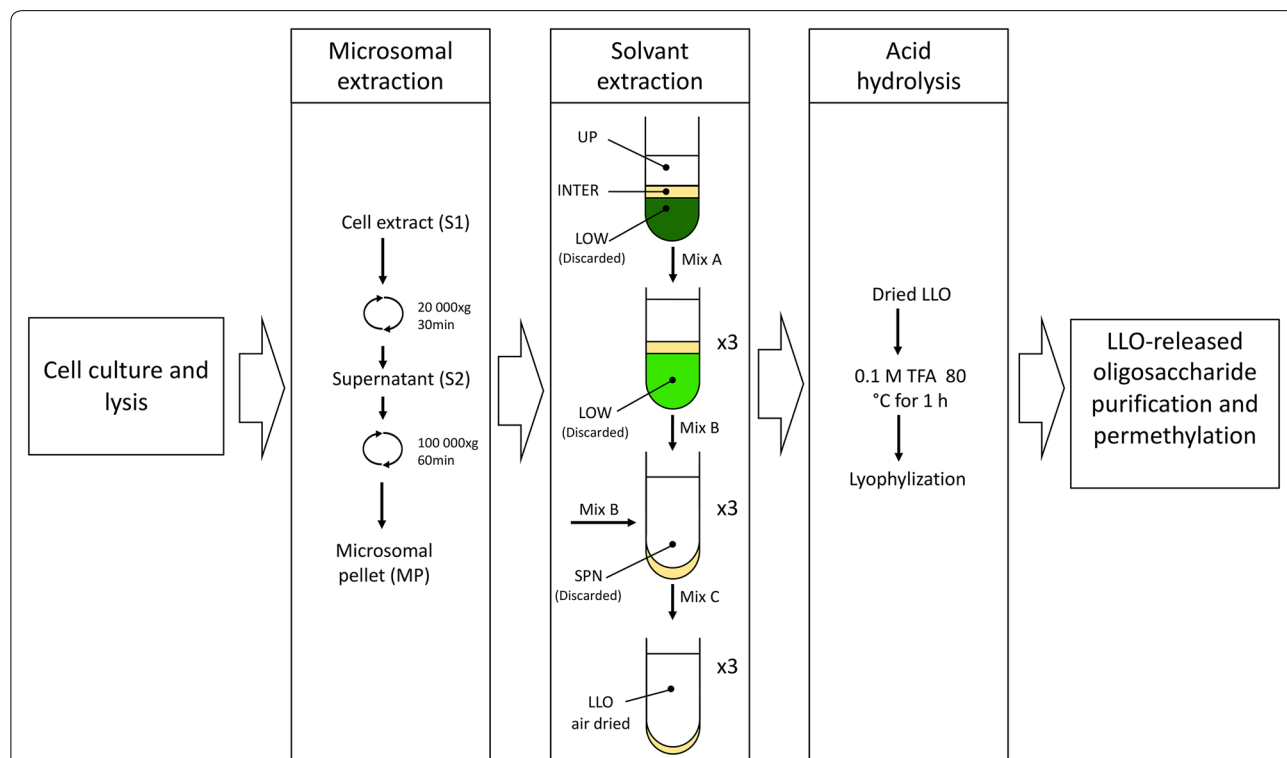 Cell culture and
lysis
Microsomal
extraction
Cell extract (S1)
20 000xg
30min
Supernatant (S2)
100 000xg
60min
Microsomal
pellet (MP)
Solvent
extraction
UP
INTER
LOW
(Discarded)
Mix A
x3
LOW
(Discarded)
Mix B
x3
Mix B
SPN
(Discarded)
Mix C
x3
LLO
air dried
Acid
hydrolysis
Dried LLO
0.1 M TFA 80
°C for 1 h
Lyophylization
LLO-released
oligosaccharide
purification and
permethylation